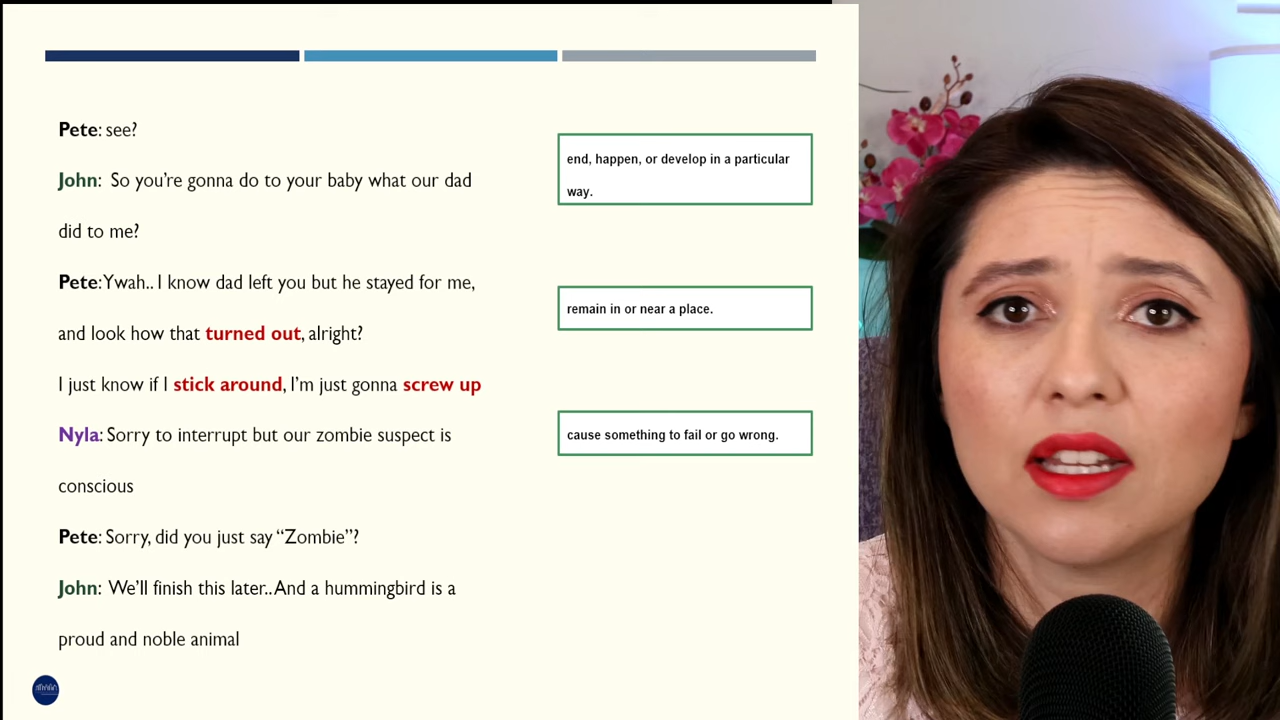 Pete: see?
John: So you're gonna do to your baby what our dad
did to me?
Pete: Ywah.. I know dad left you but he stayed for me,
and look how that turned out, alright?
I just know if I stick around, I'm just gonna screw up
Nyla: Sorry to interrupt but our zombie suspect is
conscious
Pete: Sorry, did you just say “Zombie”?
John: We'll finish this later.. And a hummingbird is a
proud and noble animal
end, happen, or develop in a particular
way.
remain in or near a place.
cause something to fail or go wrong.